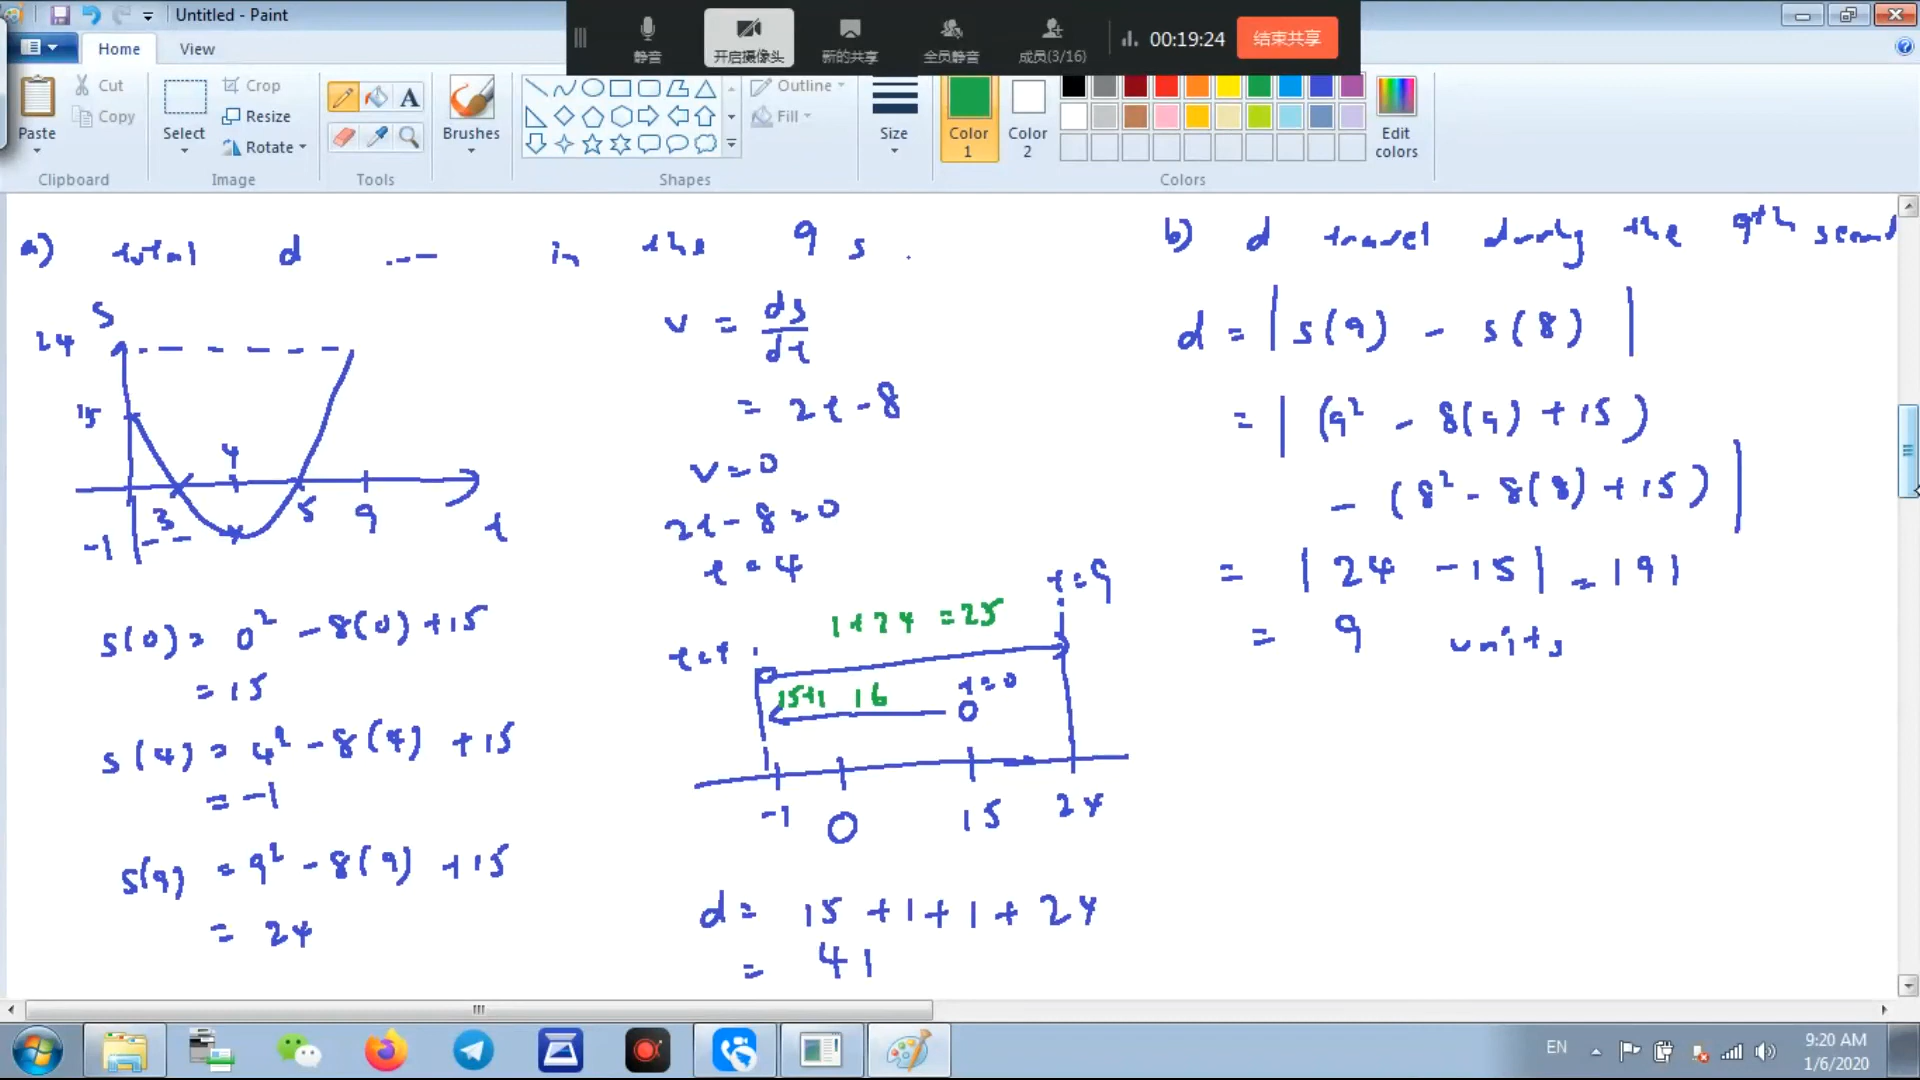 Untitled - Paint
静音
开启摄像头
新的共享
全员静音
成员(3/16)
00:19:24
结束共享
Home
View
Paste
Cut
Copy
Clipboard
Select
Crop
Resize
Rotate
Image
A
Tools
Brushes
Outline
Fill
Shapes
Size
Color 1
Color 2
Edit colors
Colors
a) total d --- in the 9 s .
S
24
15
4
3
5
9
t
-1
s(0) = 0² - 8(0) + 15
= 15
s(4) = 4² - 8(4) + 15
= -1
s(9) = 9² - 8(9) + 15
= 24
v = ds/dt
= 2t - 8
v = 0
2t - 8 = 0
t = 4
t = 9
1 + 24 = 25
t = 4
15+1 16
t = 0
-1 0 15 24
d = 15 + 1 + 1 + 24
= 41
b) d travel during the 9th second
d = | s(9) - s(8) |
= | (9² - 8(9) + 15)
- (8² - 8(8) + 15) |
= | 24 - 15 | = | 9 |
= 9 units
EN
9:20 AM
1/6/2020